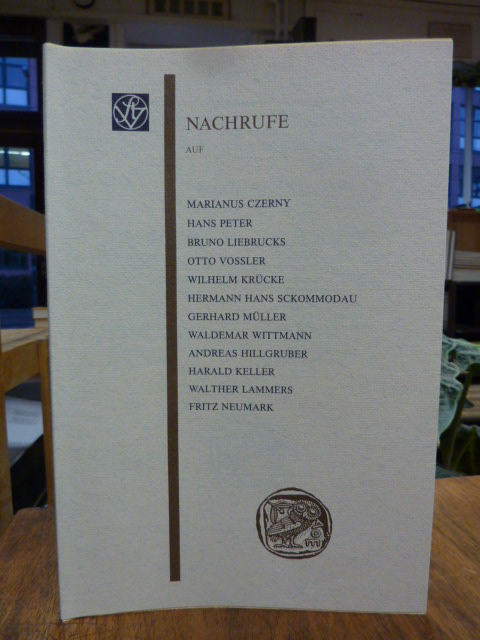 NACHRUFE
AUF
MARIANUS CZERNY
HANS PETER
BRUNO LIEBRUCKS
OTTO VOSSLER
WILHELM KRÜCKE
HERMANN HANS SCKOMMODAU
GERHARD MÜLLER
WALDEMAR WITTMANN
ANDREAS HILLGRUBER
HARALD KELLER
WALTHER LAMMERS
FRITZ NEUMARK